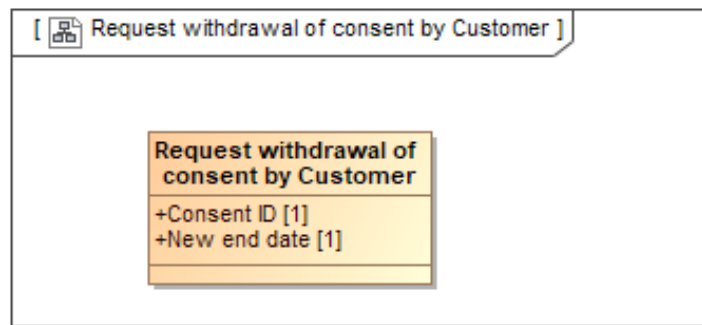 [ Request withdrawal of consent by Customer ]
Request withdrawal of
consent by Customer
+Consent ID [1]
+New end date [1]